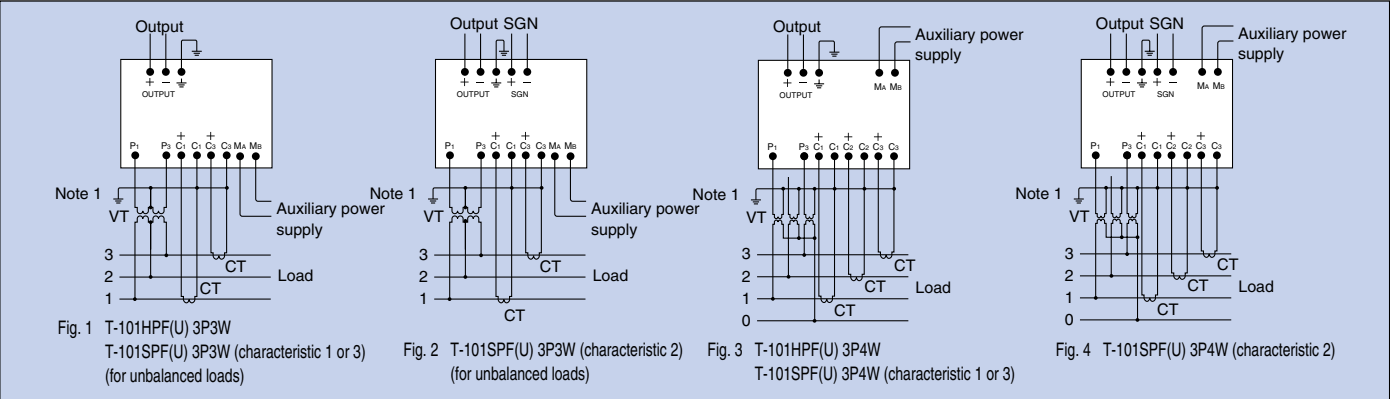 Output
+ − ⏚
OUTPUT
P1 P3 +C1 C1 +C3 C3 MA MB
Note 1
VT
Auxiliary power
supply
3
CT
2 Load
CT
1
Fig. 1 T-101HPF(U) 3P3W
T-101SPF(U) 3P3W (characteristic 1 or 3)
(for unbalanced loads)
Output SGN
+ − ⏚ + −
OUTPUT SGN
P1 P3 +C1 C1 +C3 C3 MA MB
Note 1
VT
Auxiliary power
supply
3
CT
2 Load
1
CT
Fig. 2 T-101SPF(U) 3P3W (characteristic 2)
(for unbalanced loads)
Output
Auxiliary power
supply
+ − ⏚ MA MB
OUTPUT
P1 P3 +C1 C1 +C2 C2 +C3 C3
Note 1
VT
3
CT
2
CT Load
1
CT
0
Fig. 3 T-101HPF(U) 3P4W
T-101SPF(U) 3P4W (characteristic 1 or 3)
Output SGN
Auxiliary power
supply
+ − ⏚ + − MA MB
OUTPUT SGN
P1 P3 +C1 C1 +C2 C2 +C3 C3
Note 1
VT
3
CT
2
CT Load
1
CT
0
Fig. 4 T-101SPF(U) 3P4W (characteristic 2)